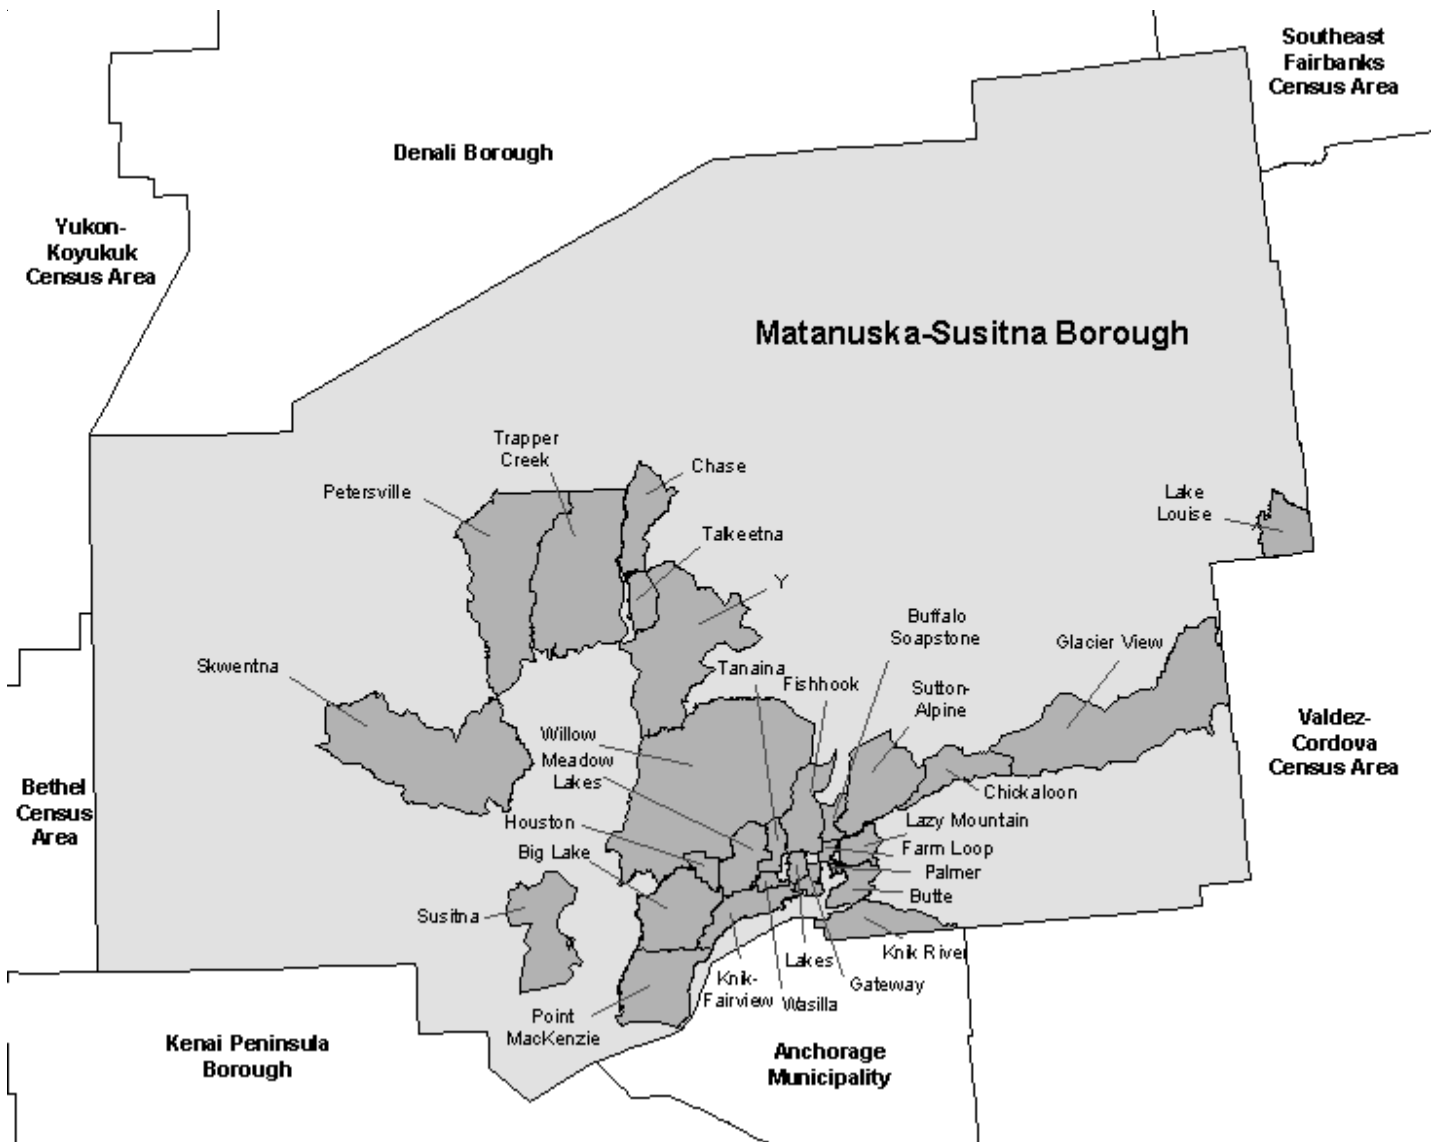 Southeast
Fairbanks
Census Area
Denali Borough
Yukon-
Koyukuk
Census Area
Matanuska-Susitna Borough
Trapper
Creek
Chase
Petersville
Lake
Louise
Talkeetna
Y
Buffalo
Soapstone
Glacier View
Skwentna
Tanaina
Fishhook
Sutton-
Alpine
Valdez-
Cordova
Census Area
Willow
Meadow
Lakes
Bethel
Census
Area
Chickaloon
Houston
Lazy Mountain
Big Lake
Farm Loop
Palmer
Butte
Susitna
Knik River
Lakes
Gateway
Knik-
Fairview
Wasilla
Point
MacKenzie
Kenai Peninsula
Borough
Anchorage
Municipality